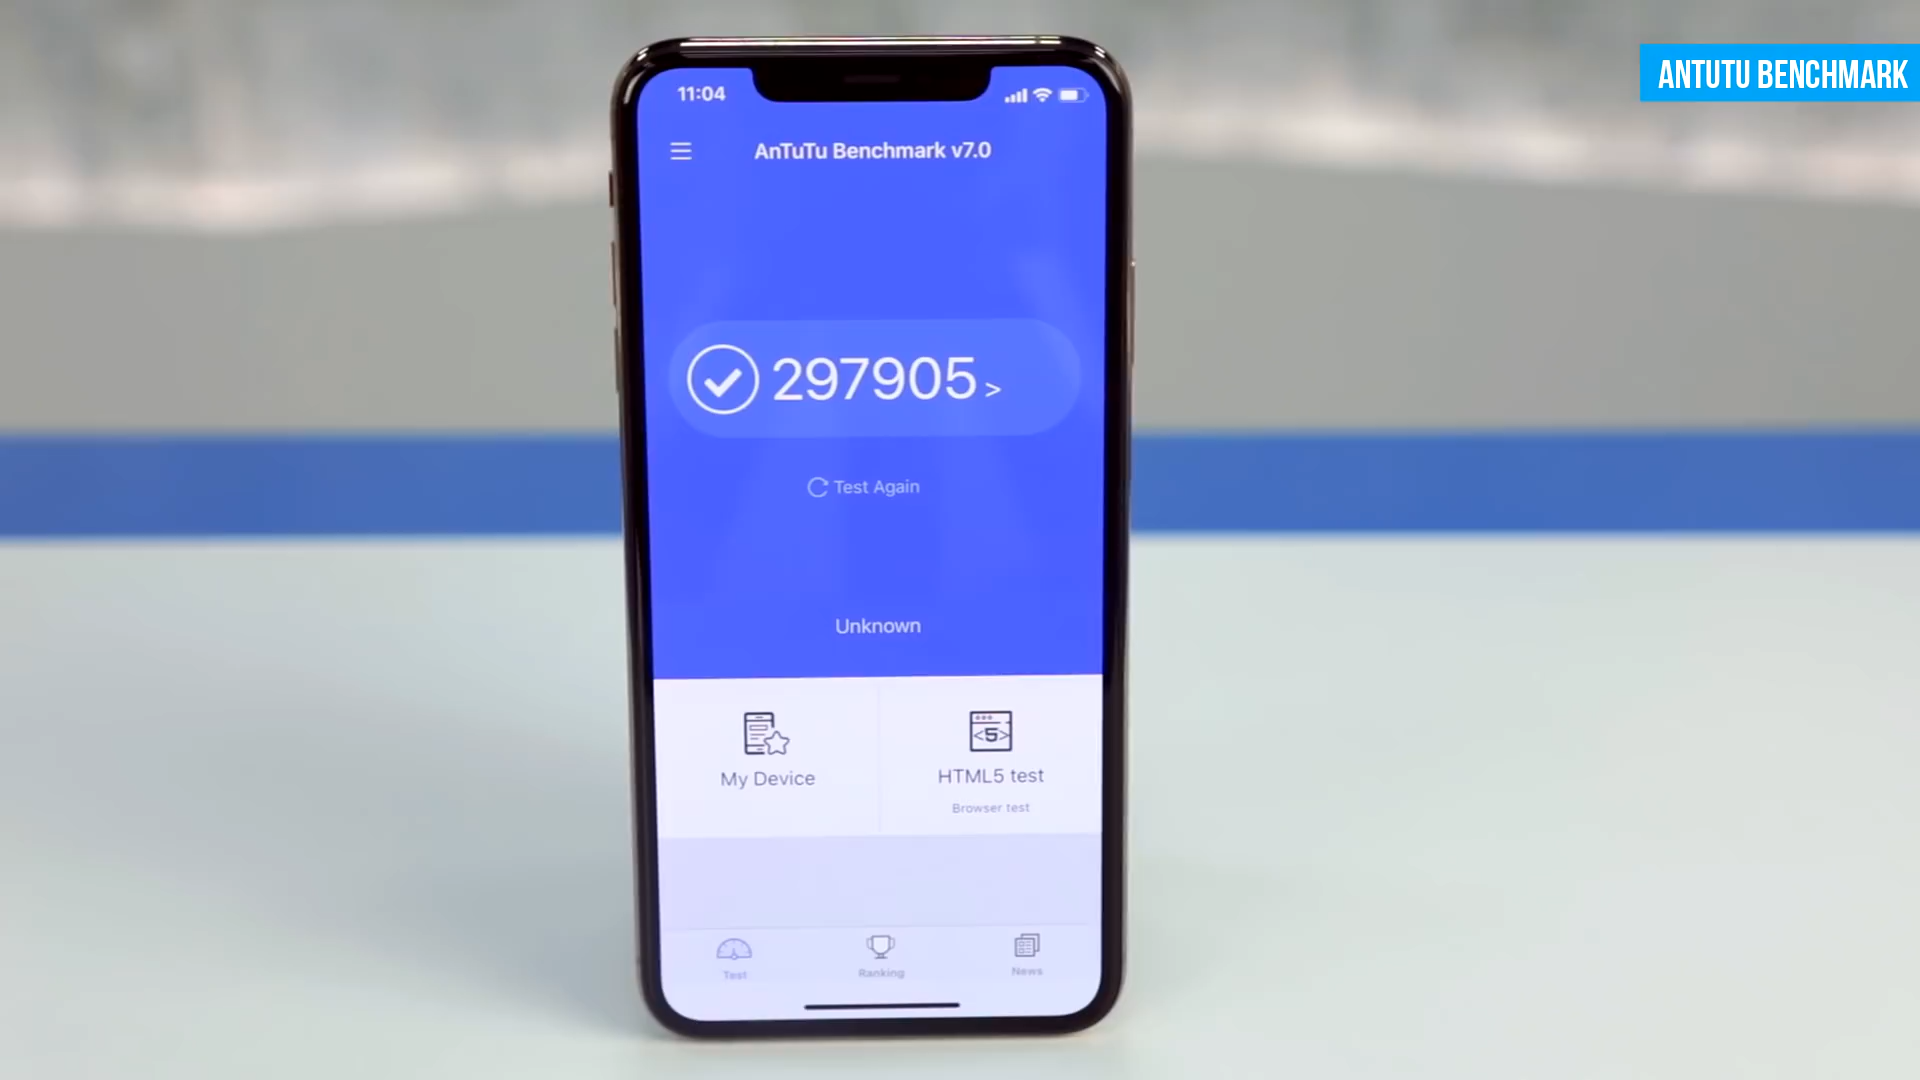 ANTUTU BENCHMARK
11:04
AnTuTu Benchmark v7.0
297905 >
Test Again
Unknown
My Device
<5>
HTML5 test
Browser test
Test
Ranking
News